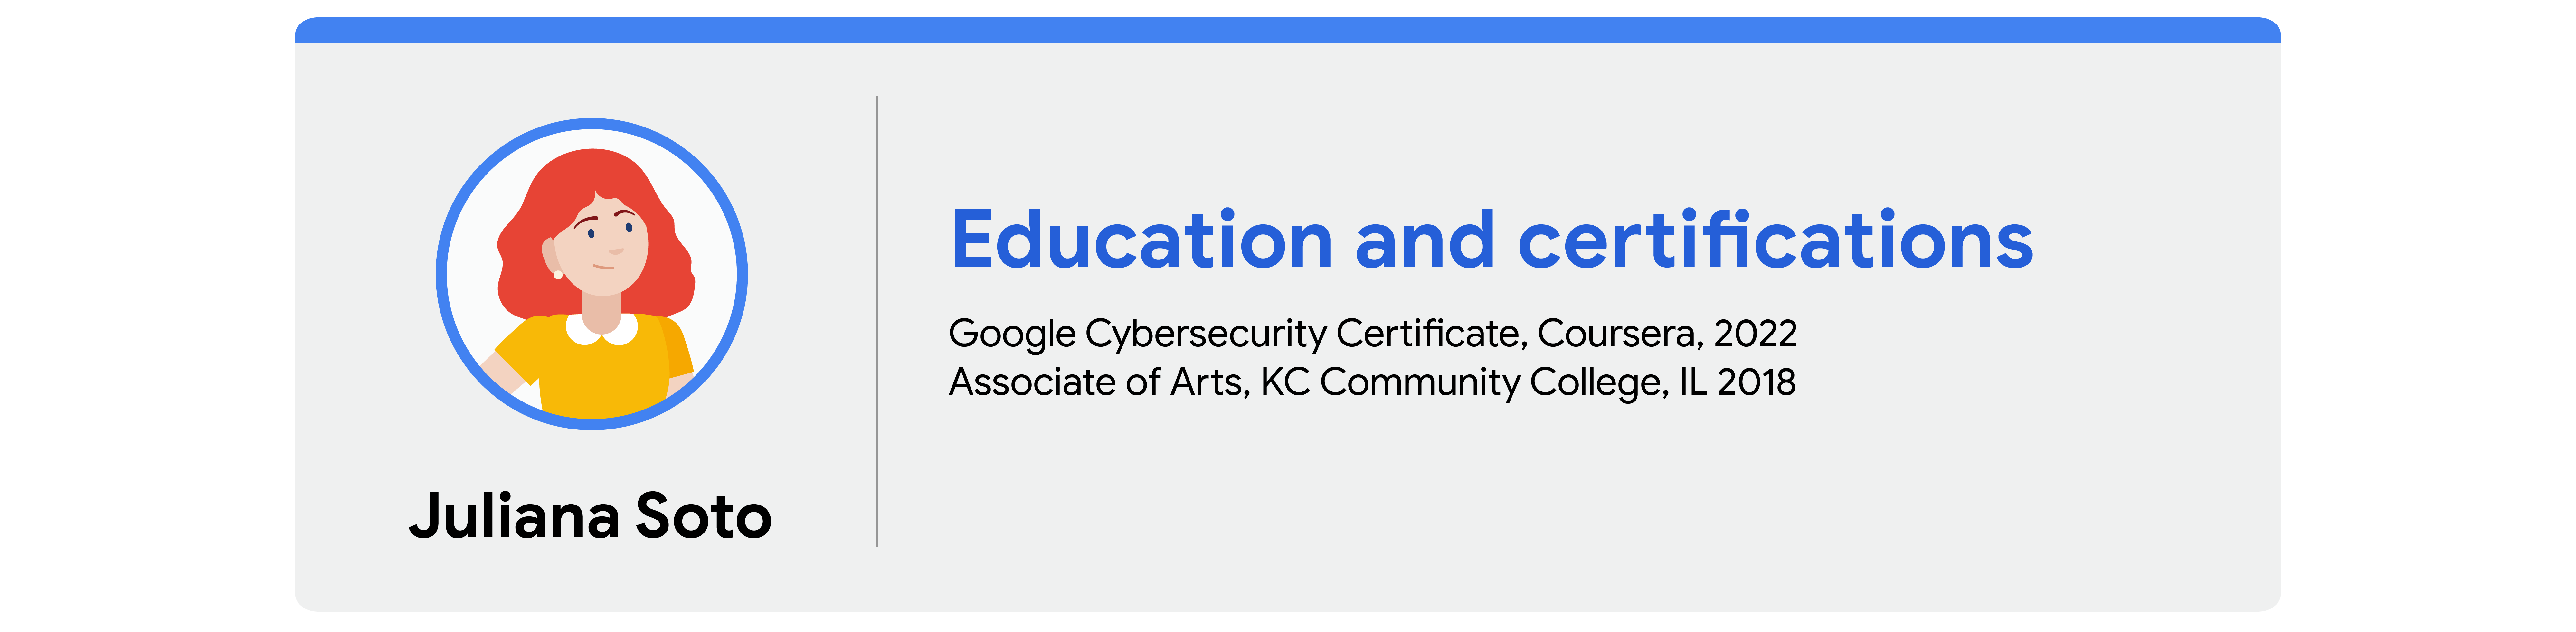 Juliana Soto
Education and certifications
Google Cybersecurity Certificate, Coursera, 2022
Associate of Arts, KC Community College, IL 2018